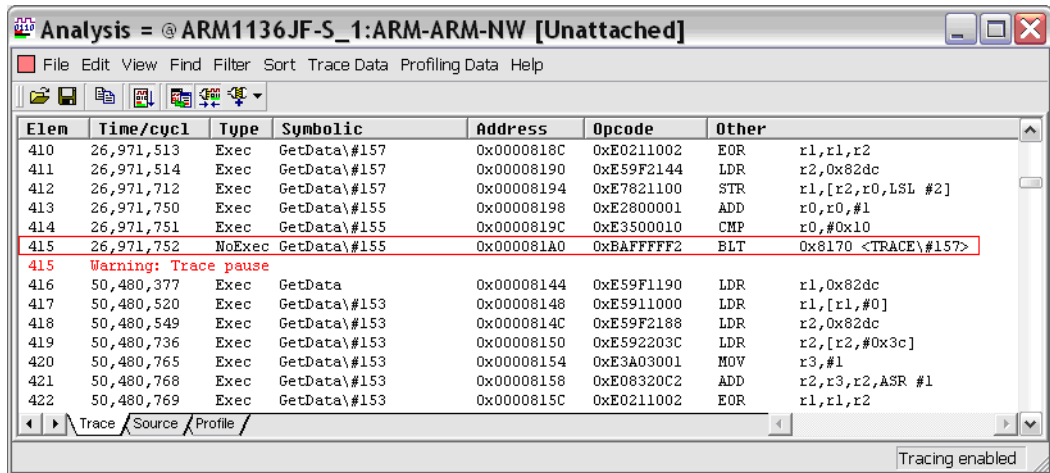 Analysis = @ARM1136JF-S_1:ARM-ARM-NW [Unattached]
File Edit View Find Filter Sort Trace Data Profiling Data Help
Elem Time/cycl Type Symbolic Address Opcode Other
410 26,971,513 Exec GetData\#157 0x0000818C 0xE0211002 EOR r1,r1,r2
411 26,971,514 Exec GetData\#157 0x00008190 0xE59F2144 LDR r2,0x82dc
412 26,971,712 Exec GetData\#157 0x00008194 0xE7821100 STR r1,[r2,r0,LSL #2]
413 26,971,750 Exec GetData\#155 0x00008198 0xE2800001 ADD r0,r0,#1
414 26,971,751 Exec GetData\#155 0x0000819C 0xE3500010 CMP r0,#0x10
415 26,971,752 NoExec GetData\#155 0x000081A0 0xBAFFFFF2 BLT 0x8170 <TRACE\#157>
415 Warning: Trace pause
416 50,480,377 Exec GetData 0x00008144 0xE59F1190 LDR r1,0x82dc
417 50,480,520 Exec GetData\#153 0x00008148 0xE5911000 LDR r1,[r1,#0]
418 50,480,549 Exec GetData\#153 0x0000814C 0xE59F2188 LDR r2,0x82dc
419 50,480,736 Exec GetData\#153 0x00008150 0xE592203C LDR r2,[r2,#0x3c]
420 50,480,765 Exec GetData\#153 0x00008154 0xE3A03001 MOV r3,#1
421 50,480,768 Exec GetData\#153 0x00008158 0xE08320C2 ADD r2,r3,r2,ASR #1
422 50,480,769 Exec GetData\#153 0x0000815C 0xE0211002 EOR r1,r1,r2
Trace Source Profile
Tracing enabled